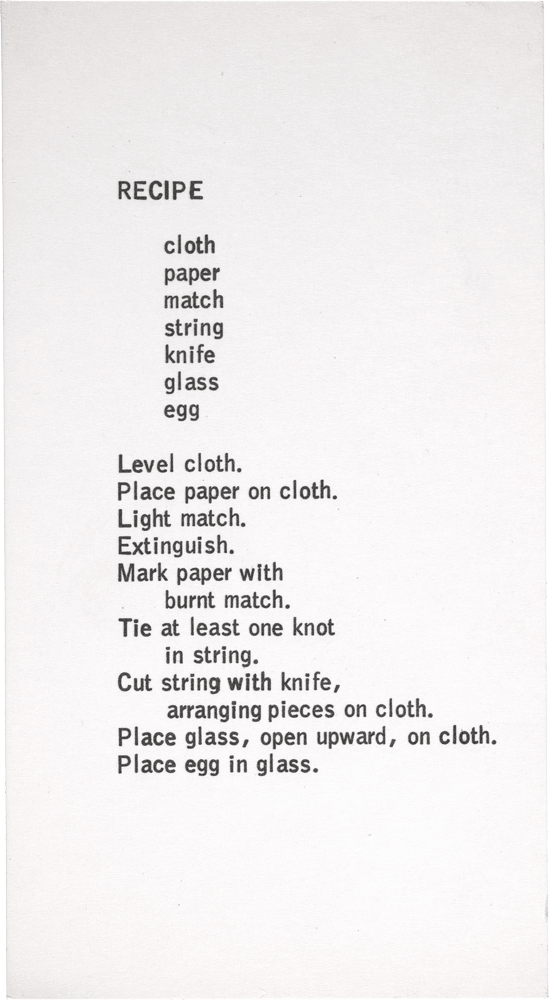 RECIPE
cloth
paper
match
string
knife
glass
egg
Level cloth.
Place paper on cloth.
Light match.
Extinguish.
Mark paper with
burnt match.
Tie at least one knot
in string.
Cut string with knife,
arranging pieces on cloth.
Place glass, open upward, on cloth.
Place egg in glass.